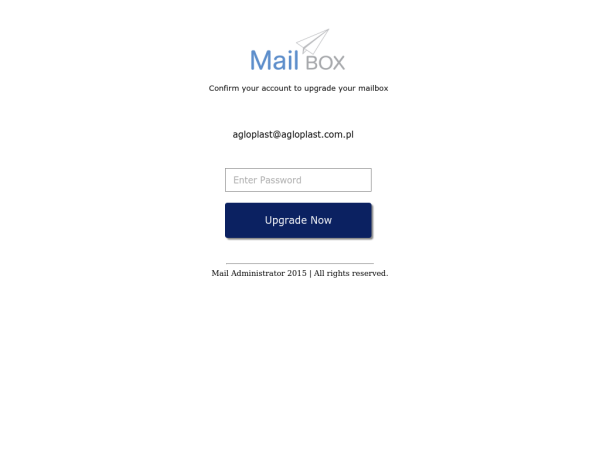 Mail BOX
Confirm your account to upgrade your mailbox
agloplast@agloplast.com.pl
Enter Password
Upgrade Now
Mail Administrator 2015 | All rights reserved.